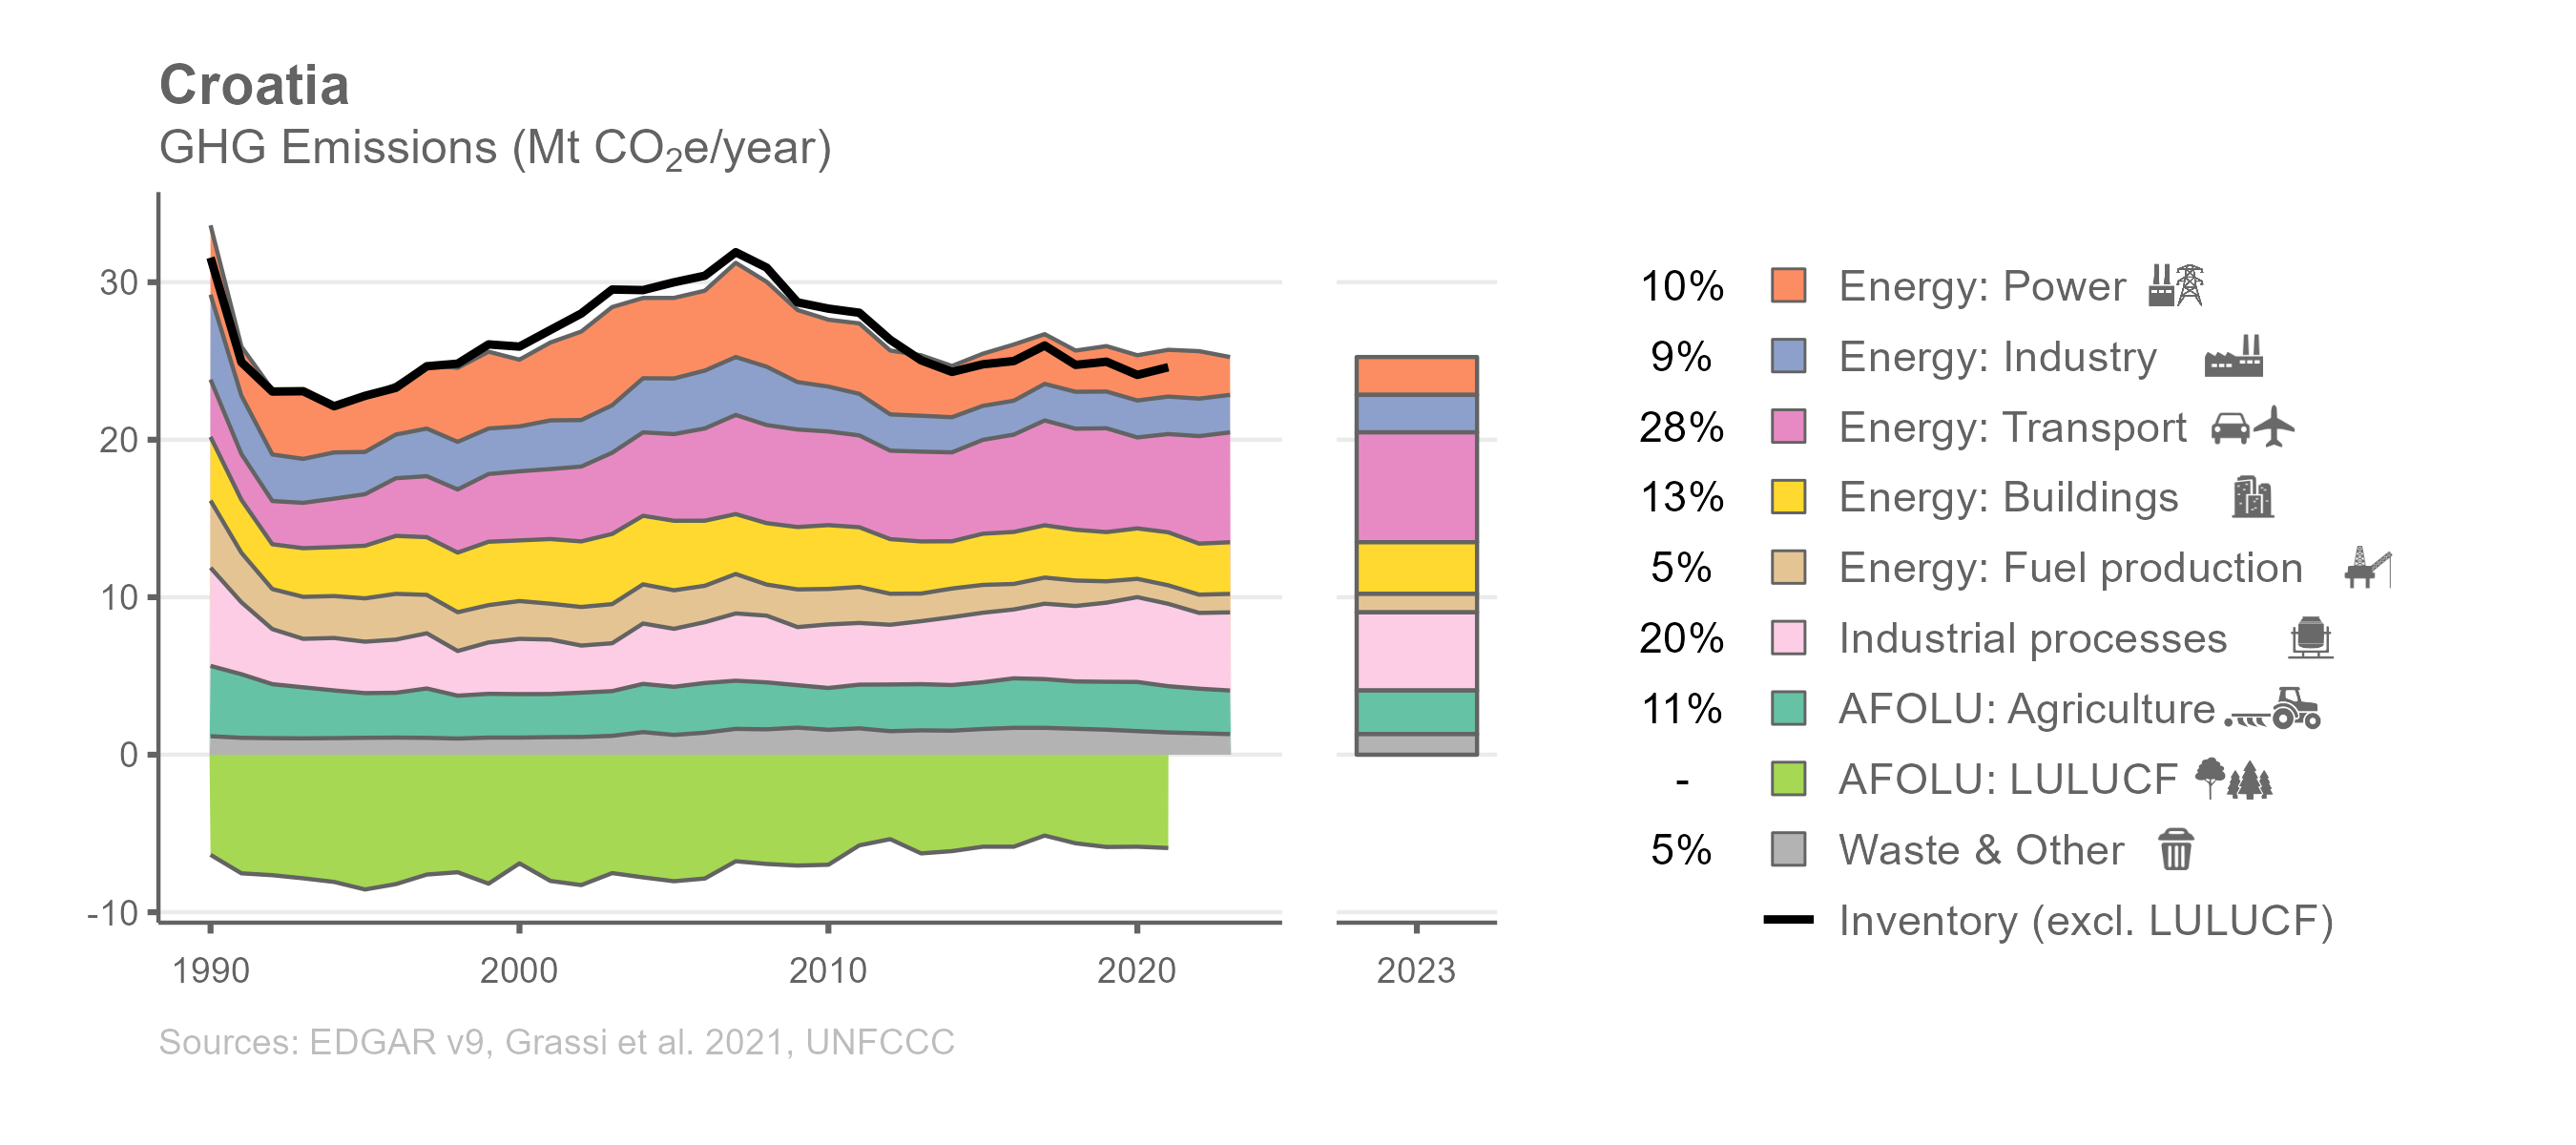 Croatia
GHG Emissions (Mt CO₂e/year)
30
20
10
0
-10
1990
2000
2010
2020
2023
10% Energy: Power
9% Energy: Industry
28% Energy: Transport
13% Energy: Buildings
5% Energy: Fuel production
20% Industrial processes
11% AFOLU: Agriculture
- AFOLU: LULUCF
5% Waste & Other
Inventory (excl. LULUCF)
Sources: EDGAR v9, Grassi et al. 2021, UNFCCC